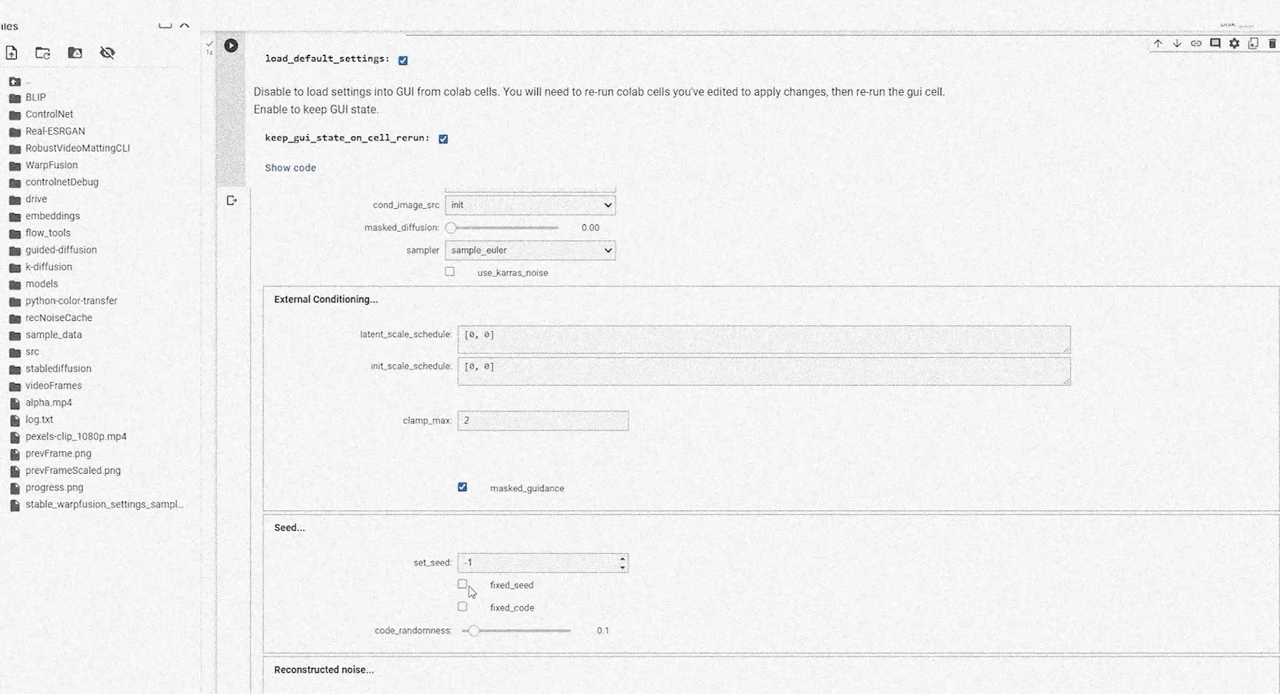 iles
..
BLIP
ControlNet
Real-ESRGAN
RobustVideoMattingCLI
WarpFusion
controlnetDebug
drive
embeddings
flow_tools
guided-diffusion
k-diffusion
models
python-color-transfer
recNoiseCache
sample_data
src
stablediffusion
videoFrames
alpha.mp4
log.txt
pexels-clip_1080p.mp4
prevFrame.png
prevFrameScaled.png
progress.png
stable_warpfusion_settings_sampl...
1s
load_default_settings:
Disable to load settings into GUI from colab cells. You will need to re-run colab cells you've edited to apply changes, then re-run the gui cell.
Enable to keep GUI state.
keep_gui_state_on_cell_rerun:
Show code
cond_image_src init
masked_diffusion: 0.00
sampler sample_euler
use_karras_noise
External Conditioning...
latent_scale_schedule: [0, 0]
init_scale_schedule: [0, 0]
clamp_max: 2
masked_guidance
Seed...
set_seed: -1
fixed_seed
fixed_code
code_randomness: 0.1
Reconstructed noise...